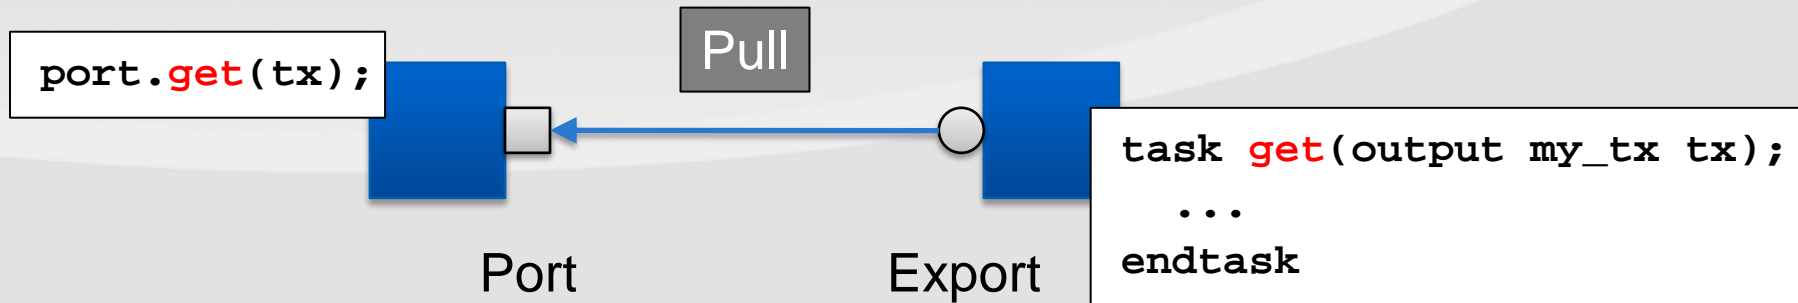 Pull
port.get(tx);
task get(output my_tx tx);
...
endtask
Port
Export